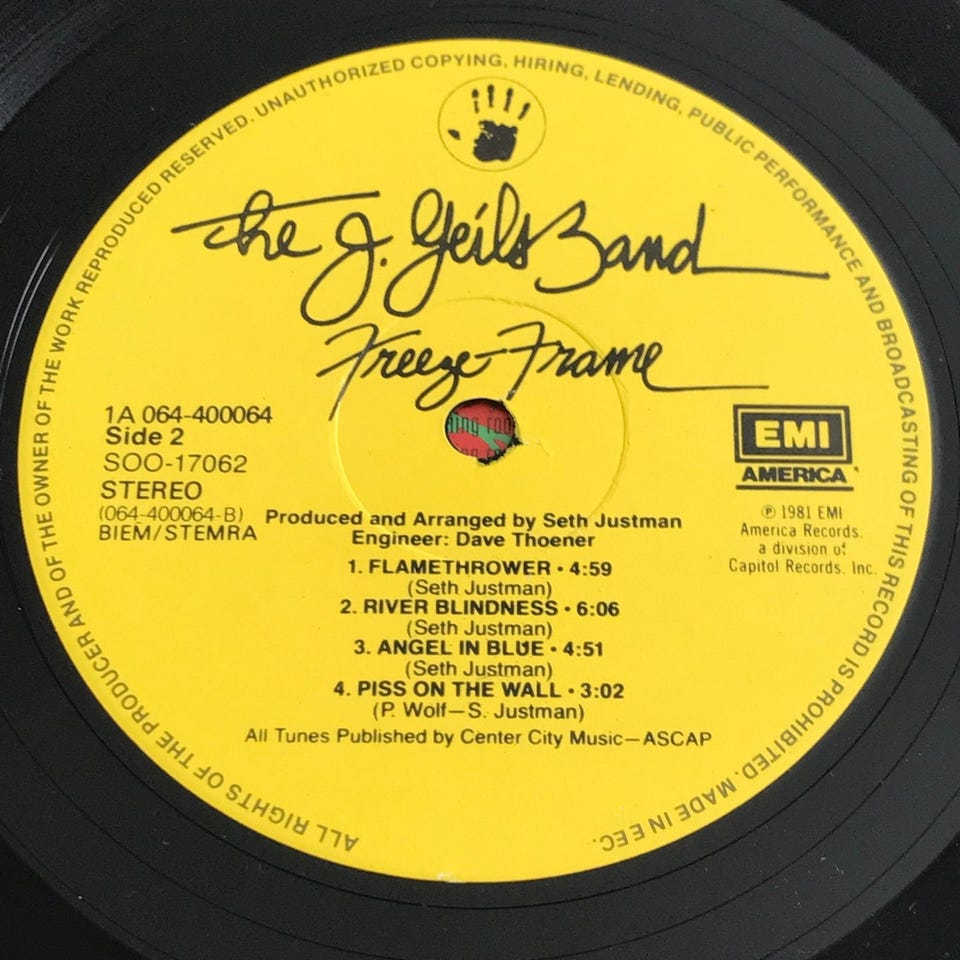 ALL RIGHTS OF THE PRODUCER AND OF THE OWNER OF THE WORK REPRODUCED RESERVED. UNAUTHORIZED COPYING, HIRING, LENDING, PUBLIC PERFORMANCE AND BROADCASTING OF THIS RECORD IS PROHIBITED. MADE IN EEC.
The J. Geils Band
Freeze-Frame
1A 064-400064
Side 2
SOO-17062
STEREO
(064-400064-B)
BIEM/STEMRA
EMI
AMERICA
℗ 1981 EMI
America Records.
a division of
Capitol Records. Inc.
Produced and Arranged by Seth Justman
Engineer: Dave Thoener
1. FLAMETHROWER • 4:59
(Seth Justman)
2. RIVER BLINDNESS • 6:06
(Seth Justman)
3. ANGEL IN BLUE • 4:51
(Seth Justman)
4. PISS ON THE WALL • 3:02
(P. Wolf—S. Justman)
All Tunes Published by Center City Music—ASCAP